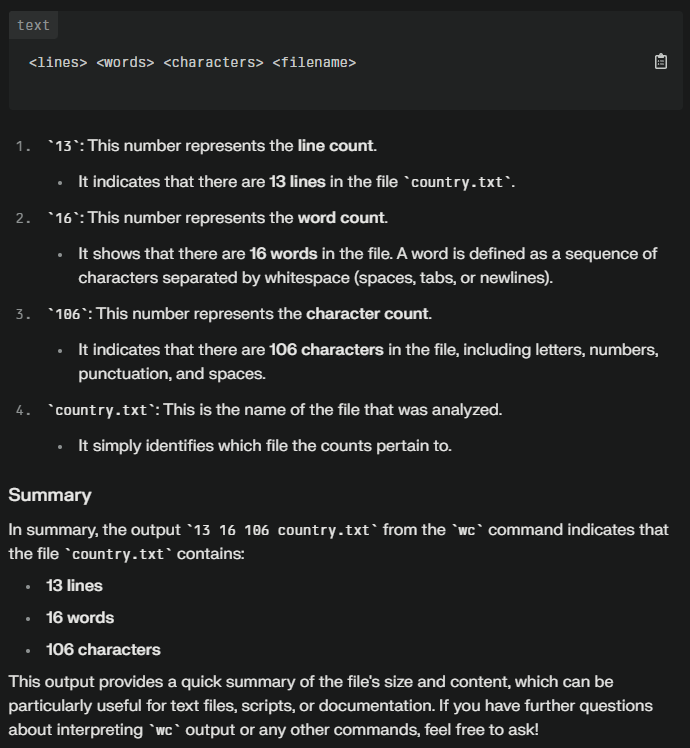 text
<lines> <words> <characters> <filename>
1. `13`: This number represents the line count.
• It indicates that there are 13 lines in the file `country.txt`.
2. `16`: This number represents the word count.
• It shows that there are 16 words in the file. A word is defined as a sequence of
characters separated by whitespace (spaces, tabs, or newlines).
3. `106`: This number represents the character count.
• It indicates that there are 106 characters in the file, including letters, numbers,
punctuation, and spaces.
4. `country.txt`: This is the name of the file that was analyzed.
• It simply identifies which file the counts pertain to.
Summary
In summary, the output `13 16 106 country.txt` from the `wc` command indicates that
the file `country.txt` contains:
• 13 lines
• 16 words
• 106 characters
This output provides a quick summary of the file's size and content, which can be
particularly useful for text files, scripts, or documentation. If you have further questions
about interpreting `wc` output or any other commands, feel free to ask!